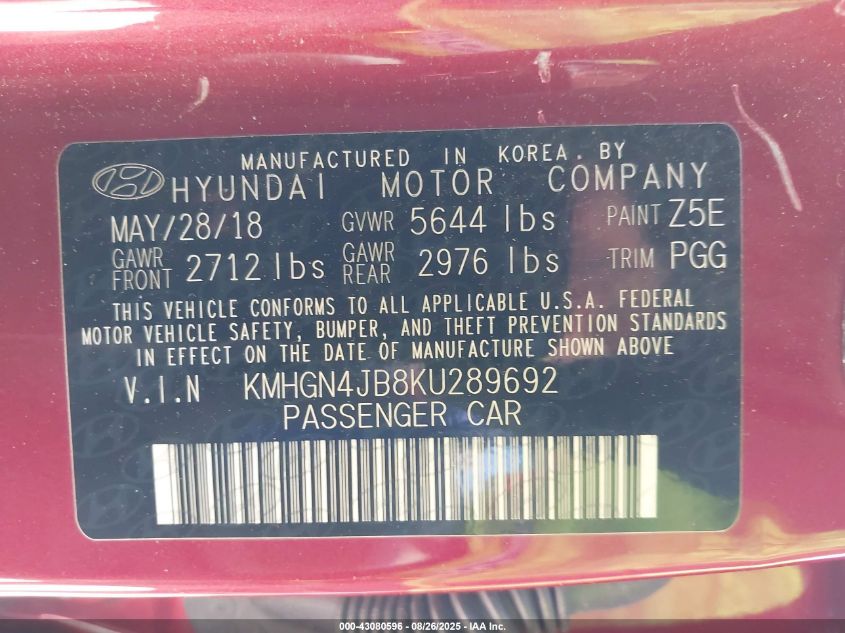 MANUFACTURED IN KOREA. BY
HYUNDAI MOTOR COMPANY
MAY/28/18 GVWR 5644 lbs PAINT Z5E
GAWR FRONT 2712 lbs GAWR REAR 2976 lbs TRIM PGG
THIS VEHICLE CONFORMS TO ALL APPLICABLE U.S.A. FEDERAL
MOTOR VEHICLE SAFETY, BUMPER, AND THEFT PREVENTION STANDARDS
IN EFFECT ON THE DATE OF MANUFACTURE SHOWN ABOVE
V.I.N KMHGN4JB8KU289692
PASSENGER CAR
000-43080596 - 08/26/2025 - IAA, Inc.